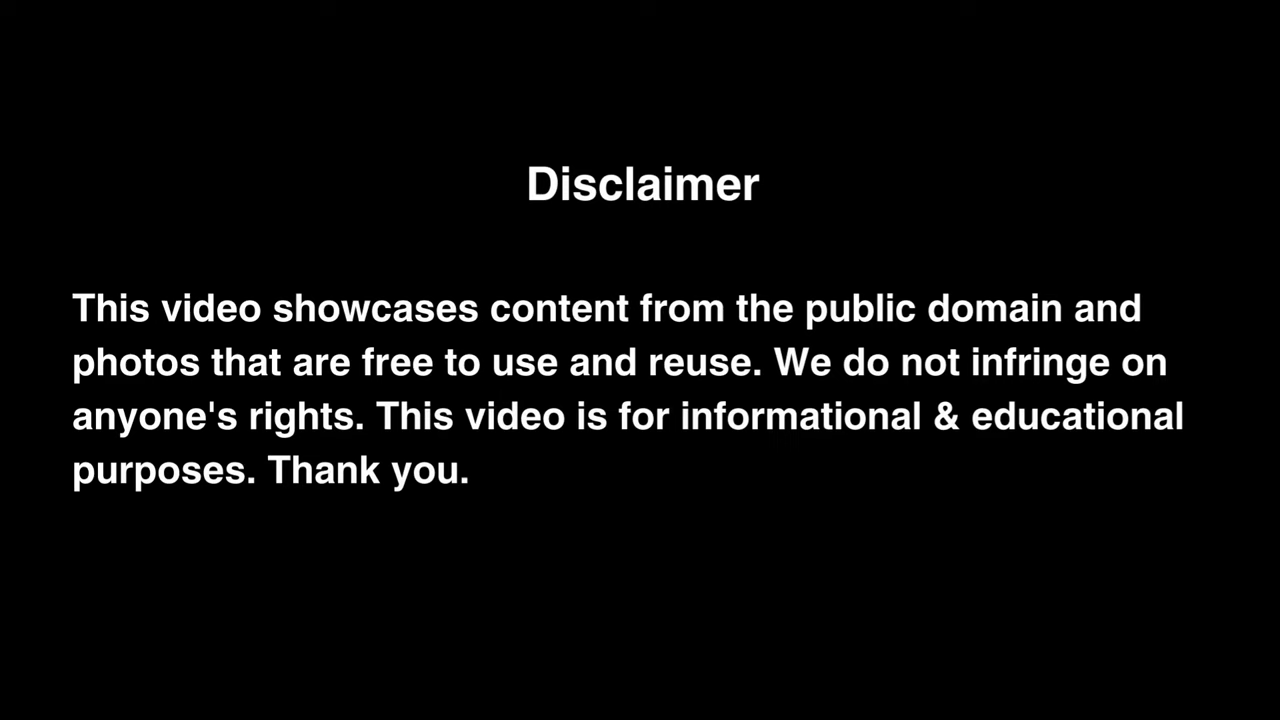 Disclaimer
This video showcases content from the public domain and
photos that are free to use and reuse. We do not infringe on
anyone's rights. This video is for informational & educational
purposes. Thank you.